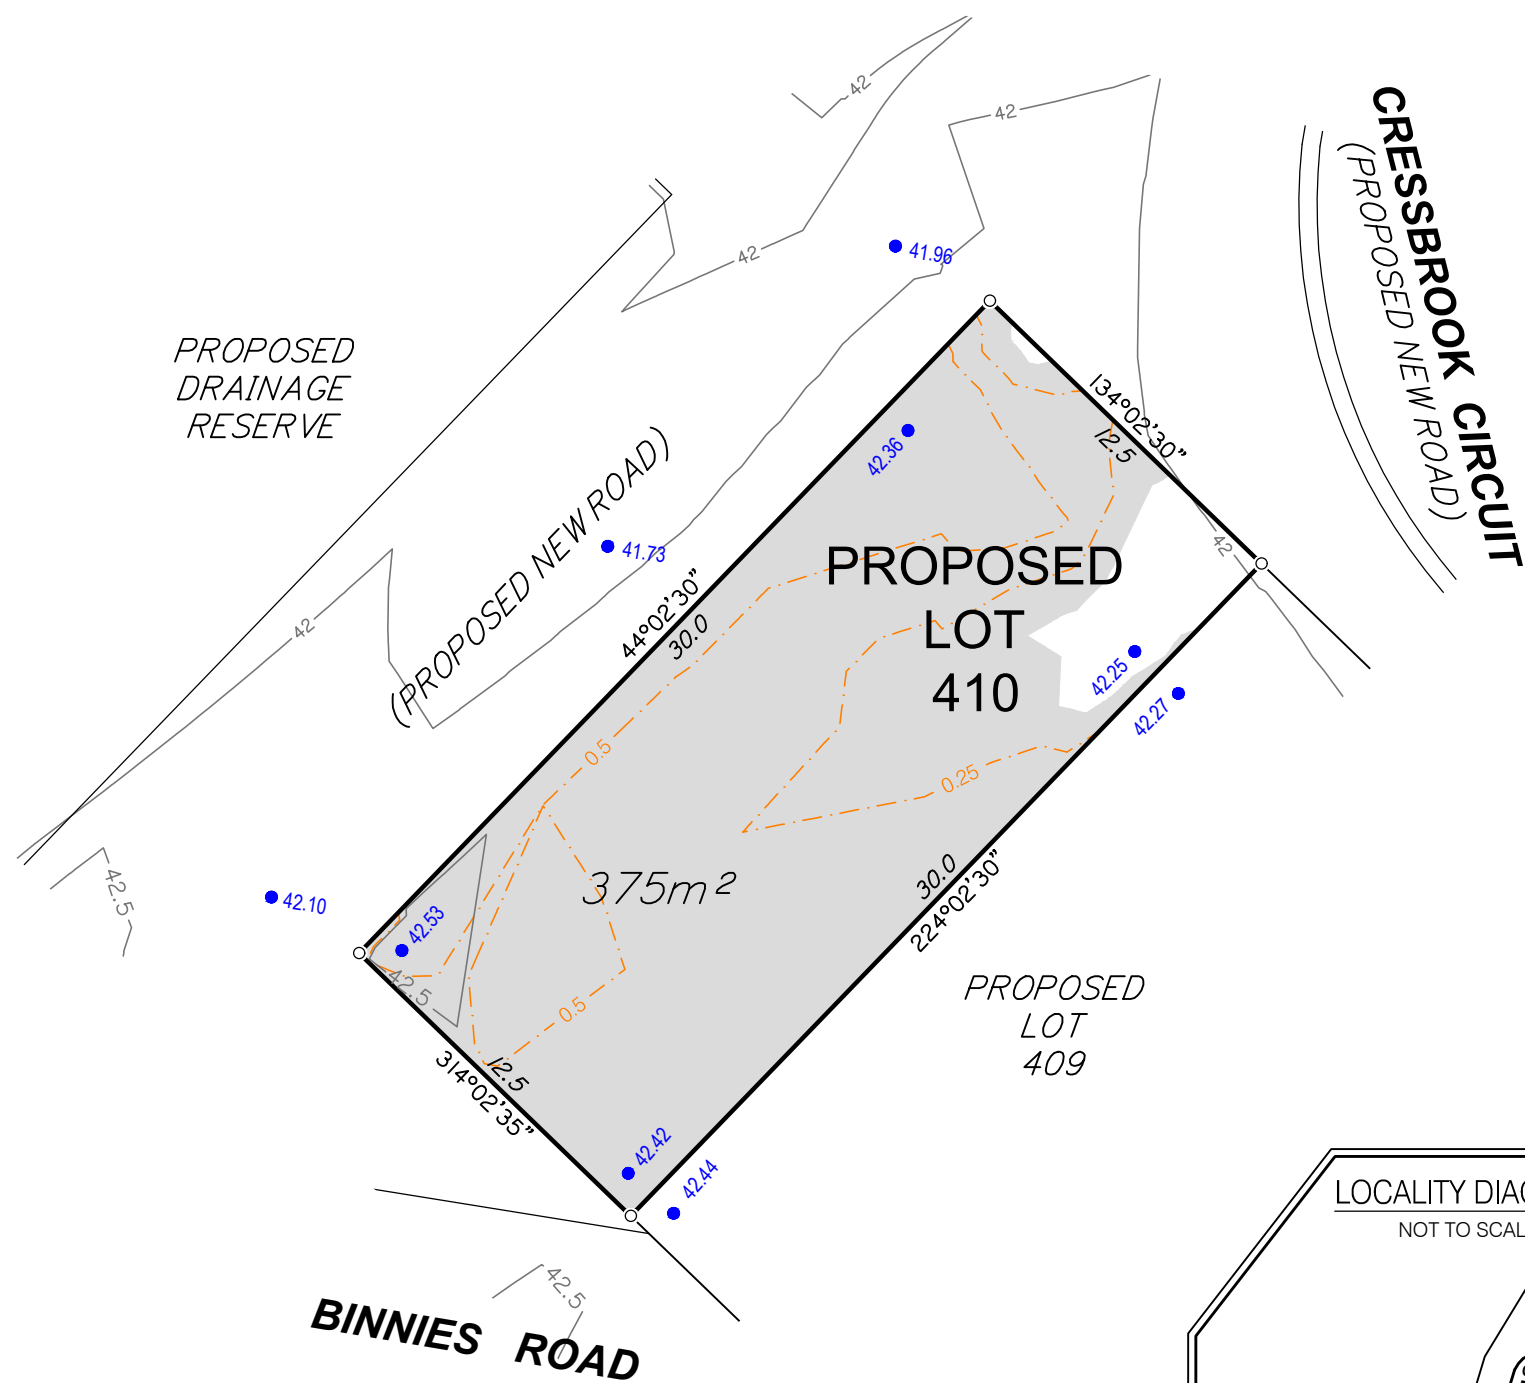 42
42
CRESSBROOK CIRCUIT
(PROPOSED NEW ROAD)
42
41.96
PROPOSED
DRAINAGE
RESERVE
134°02'30"
12.5
42.36
(PROPOSED NEW ROAD)
41.73
42
44°02'30"
30.0
42
PROPOSED
LOT
410
42.25
42.27
0.5
0.25
42.5
42.10
375m²
30.0
224°02'30"
42.53
42.5
0.5
PROPOSED
LOT
409
12.5
314°02'35"
42.42
42.44
LOCALITY DIAG
NOT TO SCAL
42.5
BINNIES ROAD